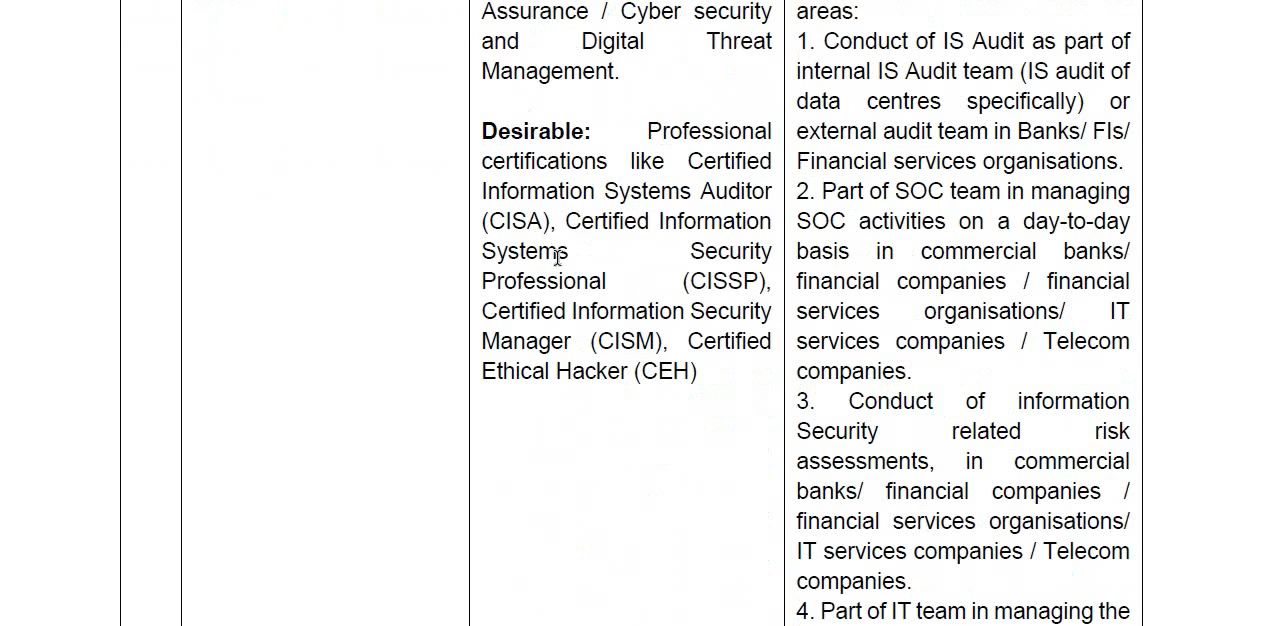 Assurance / Cyber security
and Digital Threat
Management.
Desirable: Professional
certifications like Certified
Information Systems Auditor
(CISA), Certified Information
Systems Security
Professional (CISSP),
Certified Information Security
Manager (CISM), Certified
Ethical Hacker (CEH)
areas:
1. Conduct of IS Audit as part of
internal IS Audit team (IS audit of
data centres specifically) or
external audit team in Banks/ FIs/
Financial services organisations.
2. Part of SOC team in managing
SOC activities on a day-to-day
basis in commercial banks/
financial companies / financial
services organisations/ IT
services companies / Telecom
companies.
3. Conduct of information
Security related risk
assessments, in commercial
banks/ financial companies /
financial services organisations/
IT services companies / Telecom
companies.
4. Part of IT team in managing the